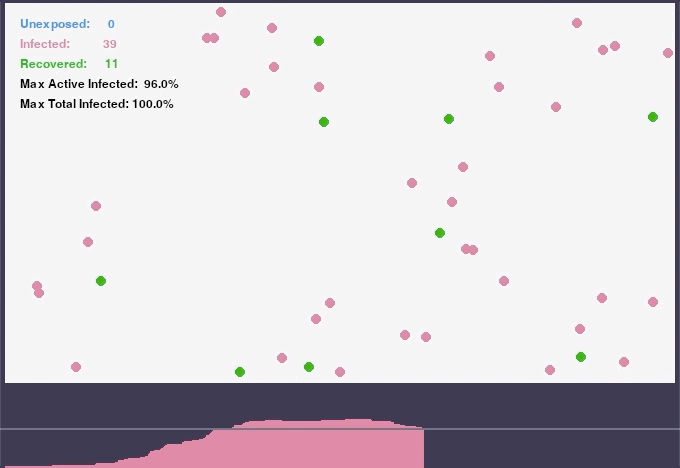 Unexposed: 0
Infected: 39
Recovered: 11
Max Active Infected: 96.0%
Max Total Infected: 100.0%